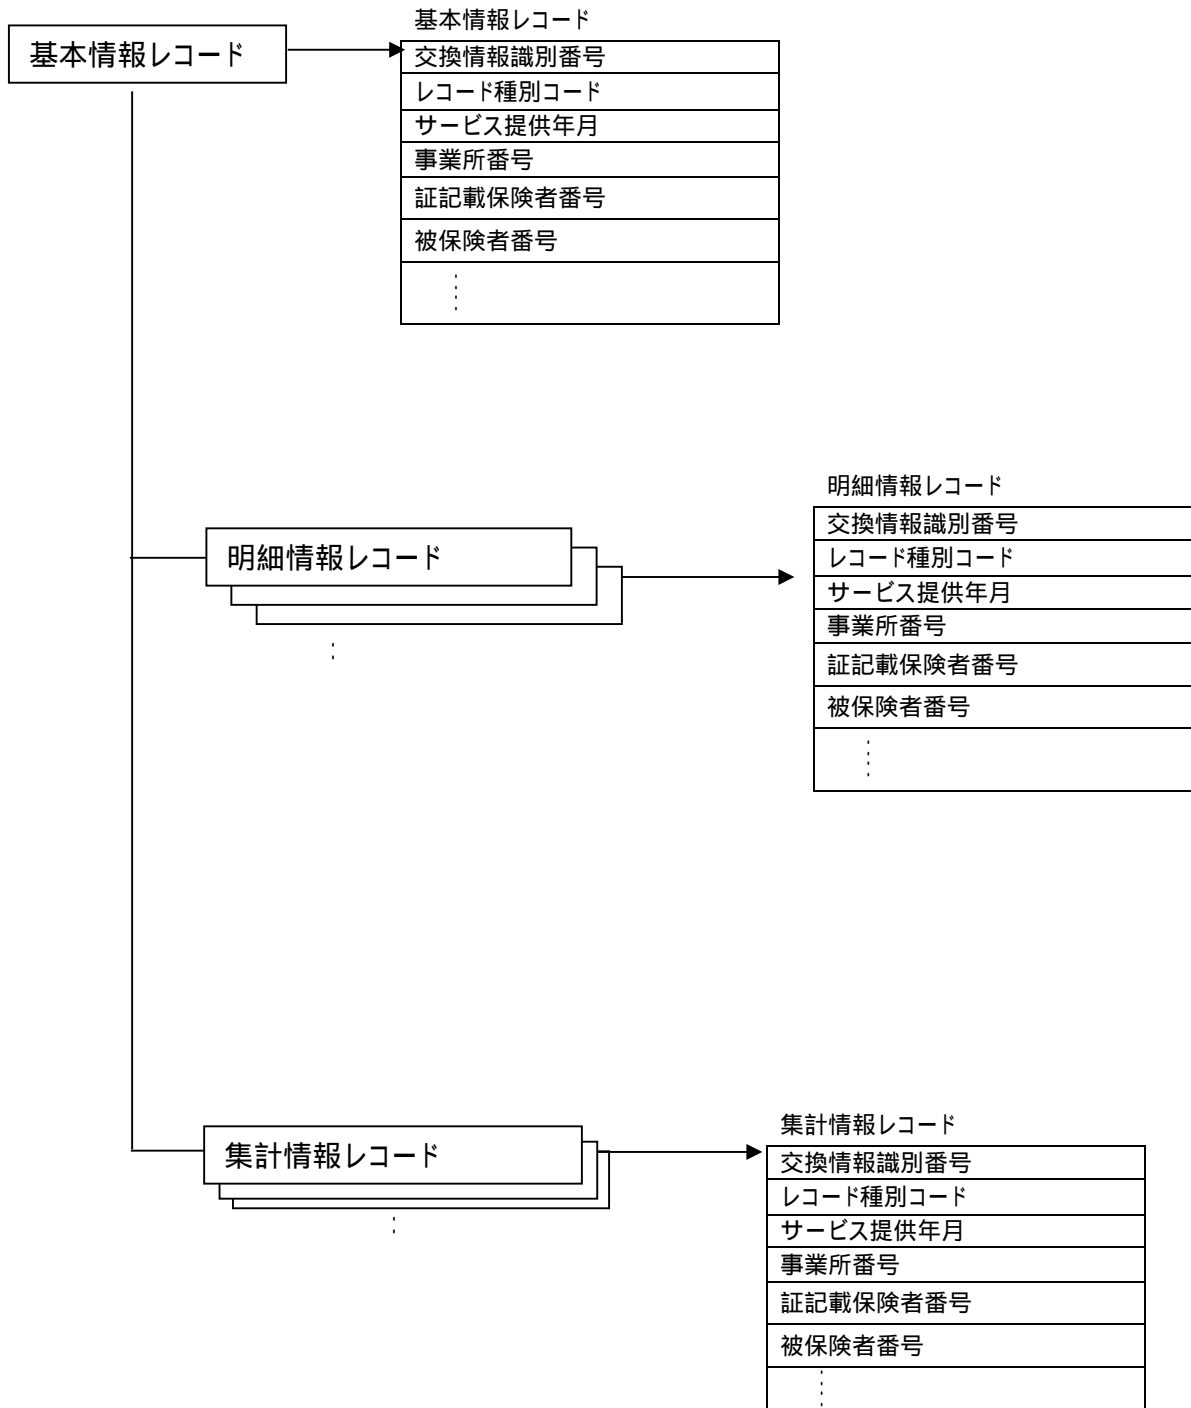 基本情報レコード
基本情報レコード
交換情報識別番号
レコード種別コード
サービス提供年月
事業所番号
証記載保険者番号
被保険者番号
明細情報レコード
明細情報レコード
交換情報識別番号
レコード種別コード
サービス提供年月
事業所番号
証記載保険者番号
被保険者番号
集計情報レコード
集計情報レコード
交換情報識別番号
レコード種別コード
サービス提供年月
事業所番号
証記載保険者番号
被保険者番号